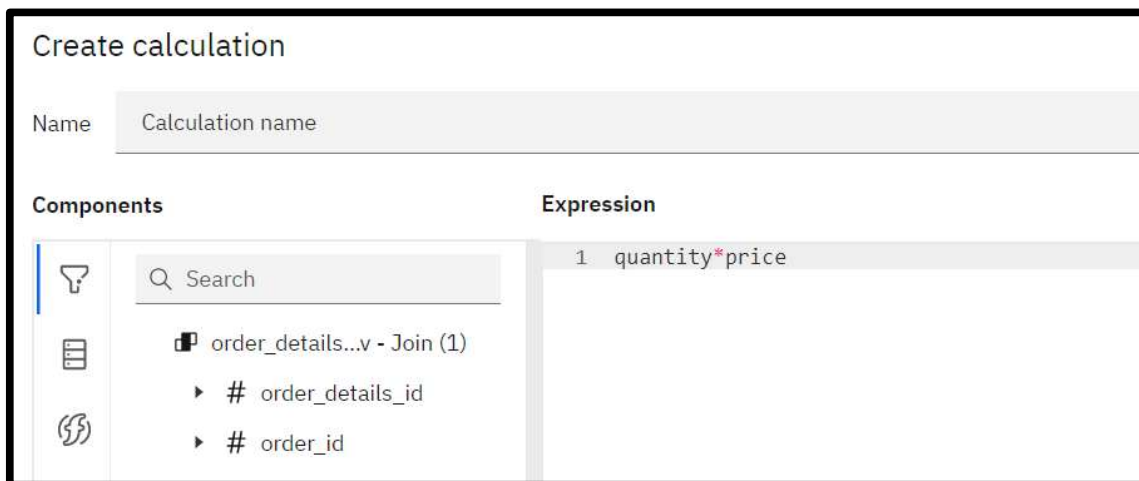 Create calculation
Name Calculation name
Components
Expression
Search
order_details...v - Join (1)
# order_details_id
# order_id
1 quantity*price